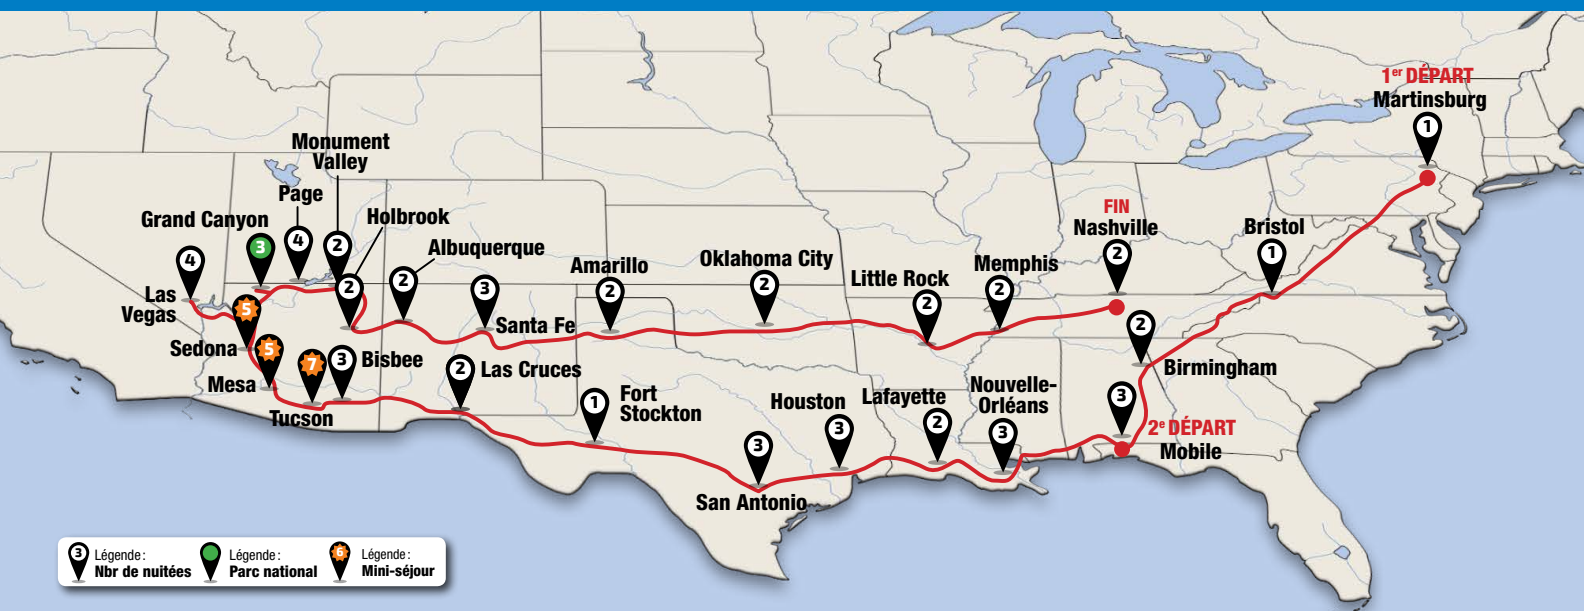 1er DÉPART
Martinsburg
1
Monument
Valley
Page
Grand Canyon
Holbrook
Albuquerque
FIN
Nashville
Bristol
4
3
4
2
2
2
3
2
2
2
2
2
1
Amarillo
Oklahoma City
Little Rock
Memphis
Las
Vegas
Santa Fe
5
Sedona
5
Mesa
7
Tucson
3
Bisbee
2
Las Cruces
1
Fort
Stockton
3
San Antonio
Houston
3
Lafayette
2
Nouvelle-
Orléans
3
2
Birmingham
3
2e DÉPART
Mobile
3
Légende :
Nbr de nuitées
Légende :
Parc national
6
Légende :
Mini-séjour